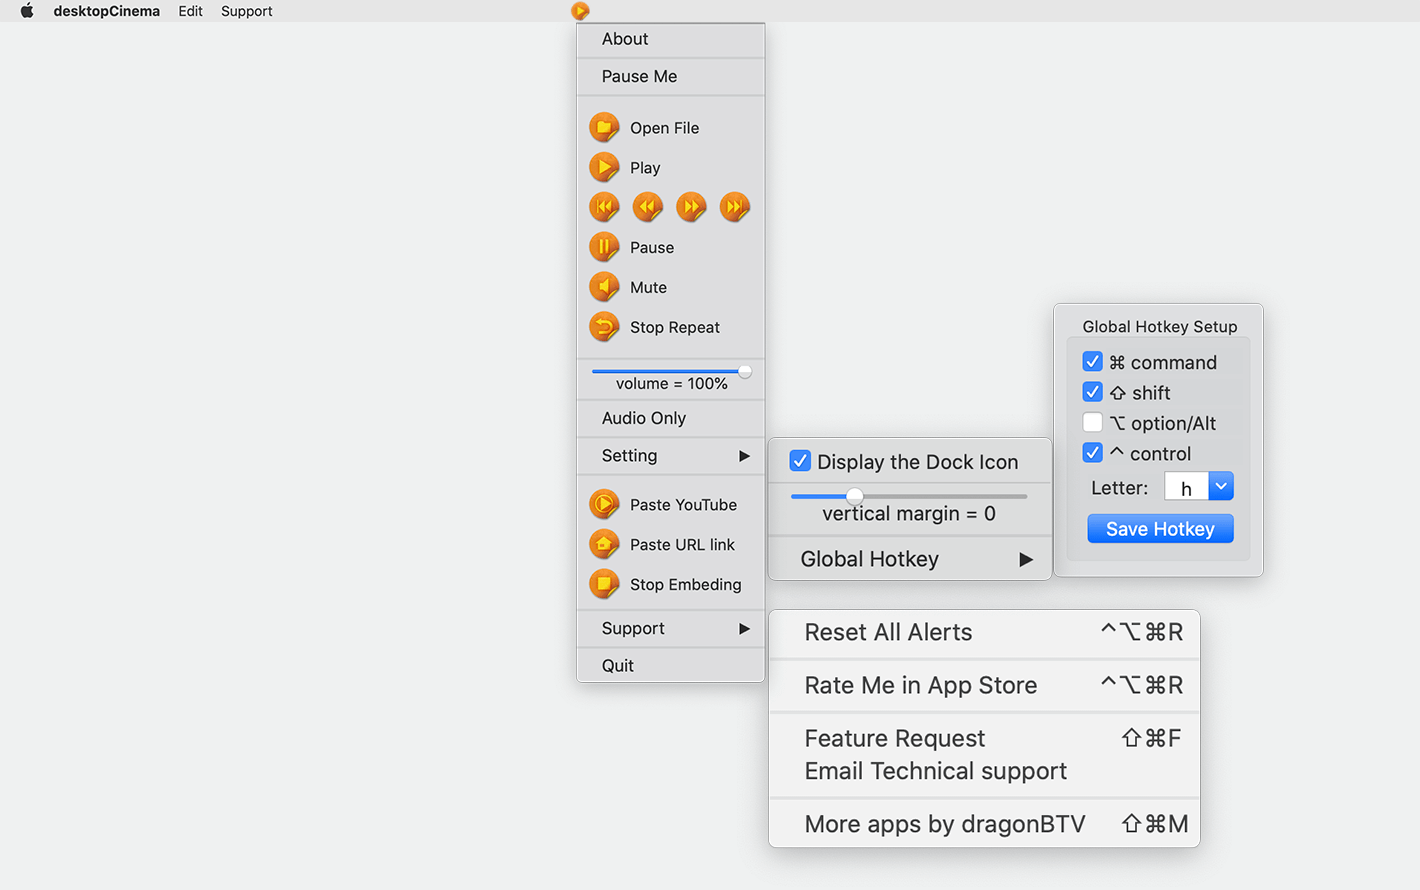 desktopCinema Edit Support
About
Pause Me
Open File
Play
Pause
Mute
Stop Repeat
volume = 100%
Audio Only
Setting ▶
Paste YouTube
Paste URL link
Stop Embeding
Support ▶
Quit
Display the Dock Icon
vertical margin = 0
Global Hotkey ▶
Global Hotkey Setup
⌘ command
⇧ shift
⌥ option/Alt
^ control
Letter: h
Save Hotkey
Reset All Alerts ^⌥⌘R
Rate Me in App Store ^⌥⌘R
Feature Request ⇧⌘F
Email Technical support
More apps by dragonBTV ⇧⌘M